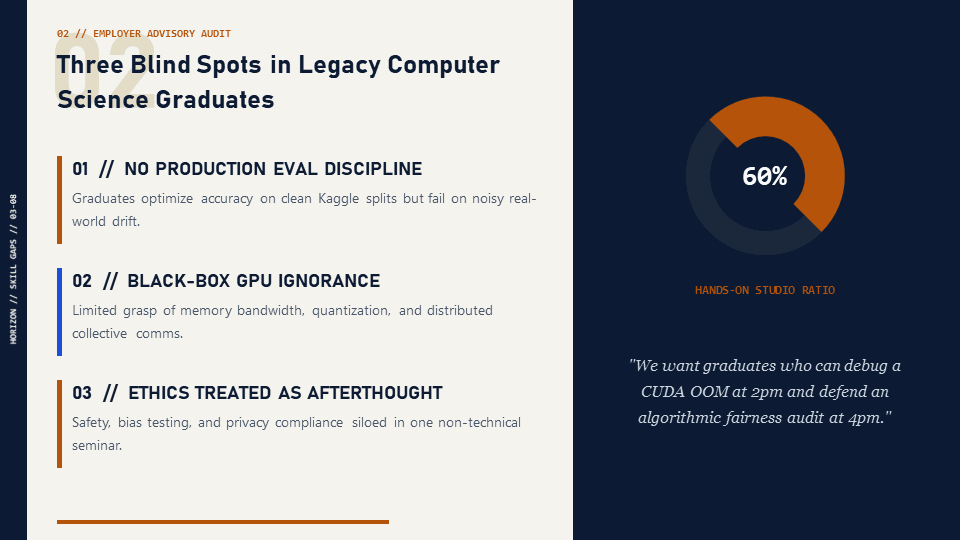 HORIZON // SKILL GAPS // 03-08
02
02 // EMPLOYER ADVISORY AUDIT
Three Blind Spots in Legacy Computer
Science Graduates
01 // NO PRODUCTION EVAL DISCIPLINE
Graduates optimize accuracy on clean Kaggle splits but fail on noisy real-
world drift.
02 // BLACK-BOX GPU IGNORANCE
Limited grasp of memory bandwidth, quantization, and distributed
collective comms.
03 // ETHICS TREATED AS AFTERTHOUGHT
Safety, bias testing, and privacy compliance siloed in one non-technical
seminar.
60%
HANDS-ON STUDIO RATIO
"We want graduates who can debug a
CUDA OOM at 2pm and defend an
algorithmic fairness audit at 4pm."